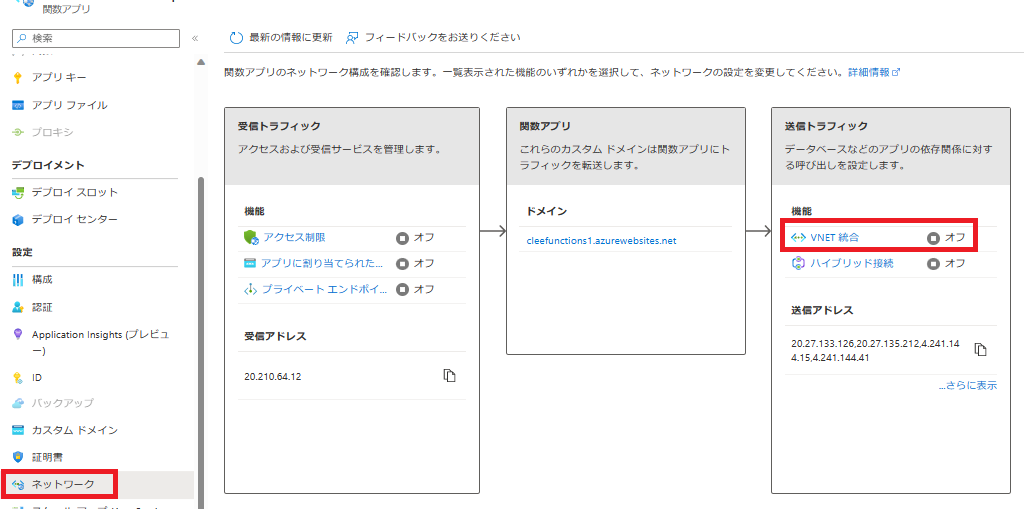 関数アプリ
検索
«
アプリ キー
アプリ ファイル
プロキシ
デプロイメント
デプロイ スロット
デプロイ センター
設定
構成
認証
Application Insights (プレビュ
ー)
ID
バックアップ
カスタム ドメイン
証明書
ネットワーク
最新の情報に更新
フィードバックをお送りください
関数アプリのネットワーク構成を確認します。一覧表示された機能のいずれかを選択して、ネットワークの設定を変更してください。詳細情報
受信トラフィック
アクセスおよび受信サービスを管理します。
機能
アクセス制限 オフ
アプリに割り当てられた... オフ
プライベート エンドポイ... オフ
受信アドレス
20.210.64.12
関数アプリ
これらのカスタム ドメインは関数アプリにト
ラフィックを転送します。
ドメイン
cleefunctions1.azurewebsites.net
送信トラフィック
データベースなどのアプリの依存関係に対す
る呼び出しを設定します。
機能
VNET 統合 オフ
ハイブリッド接続 オフ
送信アドレス
20.27.133.126,20.27.135.212,4.241.14
4.15,4.241.144.41
...さらに表示